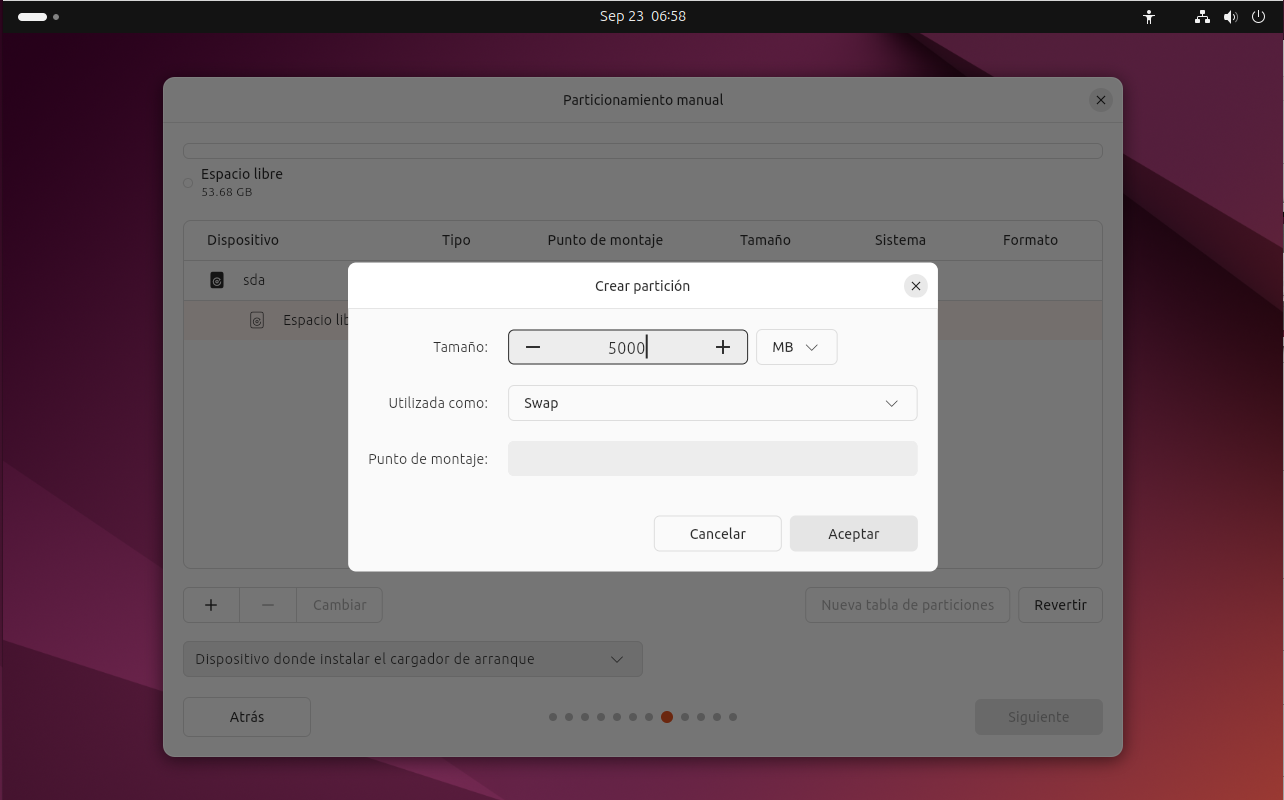 Sep 23 06:58
Particionamiento manual
Espacio libre
53.68 GB
Dispositivo Tipo Punto de montaje Tamaño Sistema Formato
sda
Espacio lib
Crear partición
Tamaño: 5000 MB
Utilizada como: Swap
Punto de montaje:
Cancelar Aceptar
Cambiar Nueva tabla de particiones Revertir
Dispositivo donde instalar el cargador de arranque
Atrás Siguiente